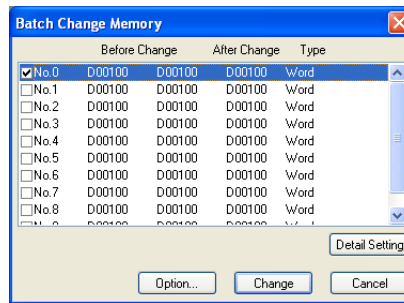 Batch Change Memory
Before Change After Change Type
No.0 D00100 D00100 D00100 Word
No.1 D00100 D00100 D00100 Word
No.2 D00100 D00100 D00100 Word
No.3 D00100 D00100 D00100 Word
No.4 D00100 D00100 D00100 Word
No.5 D00100 D00100 D00100 Word
No.6 D00100 D00100 D00100 Word
No.7 D00100 D00100 D00100 Word
No.8 D00100 D00100 D00100 Word
Detail Setting
Option... Change Cancel